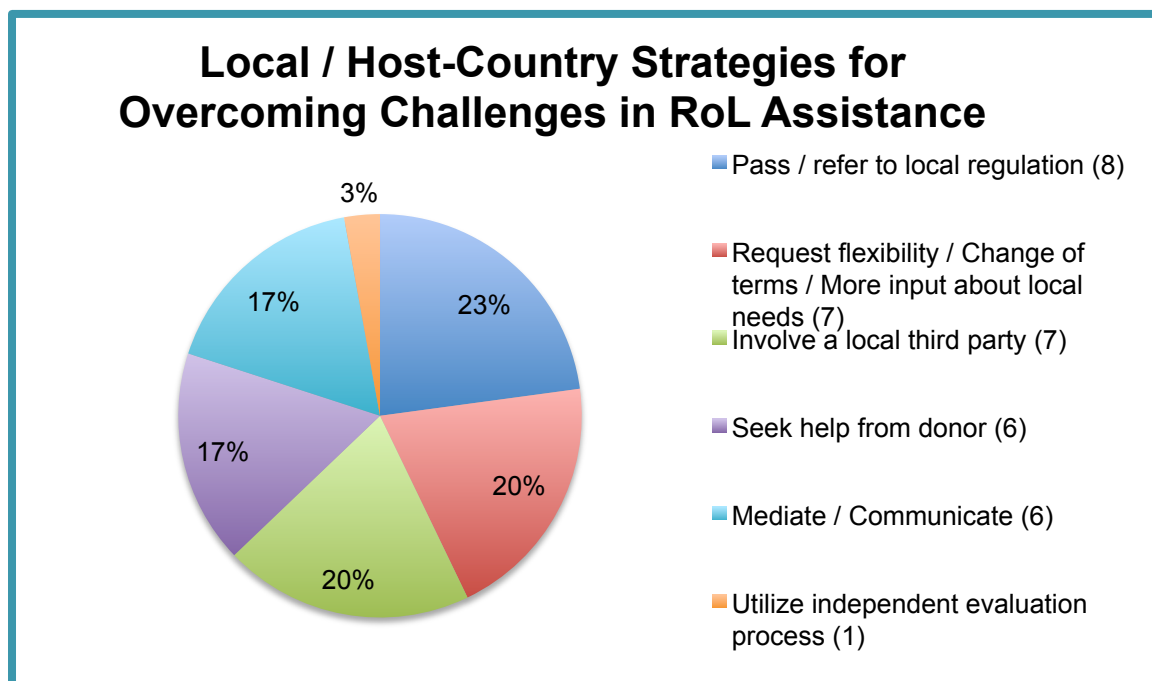 Local / Host-Country Strategies for
Overcoming Challenges in RoL Assistance
3%
23%
20%
20%
17%
17%
Pass / refer to local regulation (8)
Request flexibility / Change of
terms / More input about local
needs (7)
Involve a local third party (7)
Seek help from donor (6)
Mediate / Communicate (6)
Utilize independent evaluation
process (1)